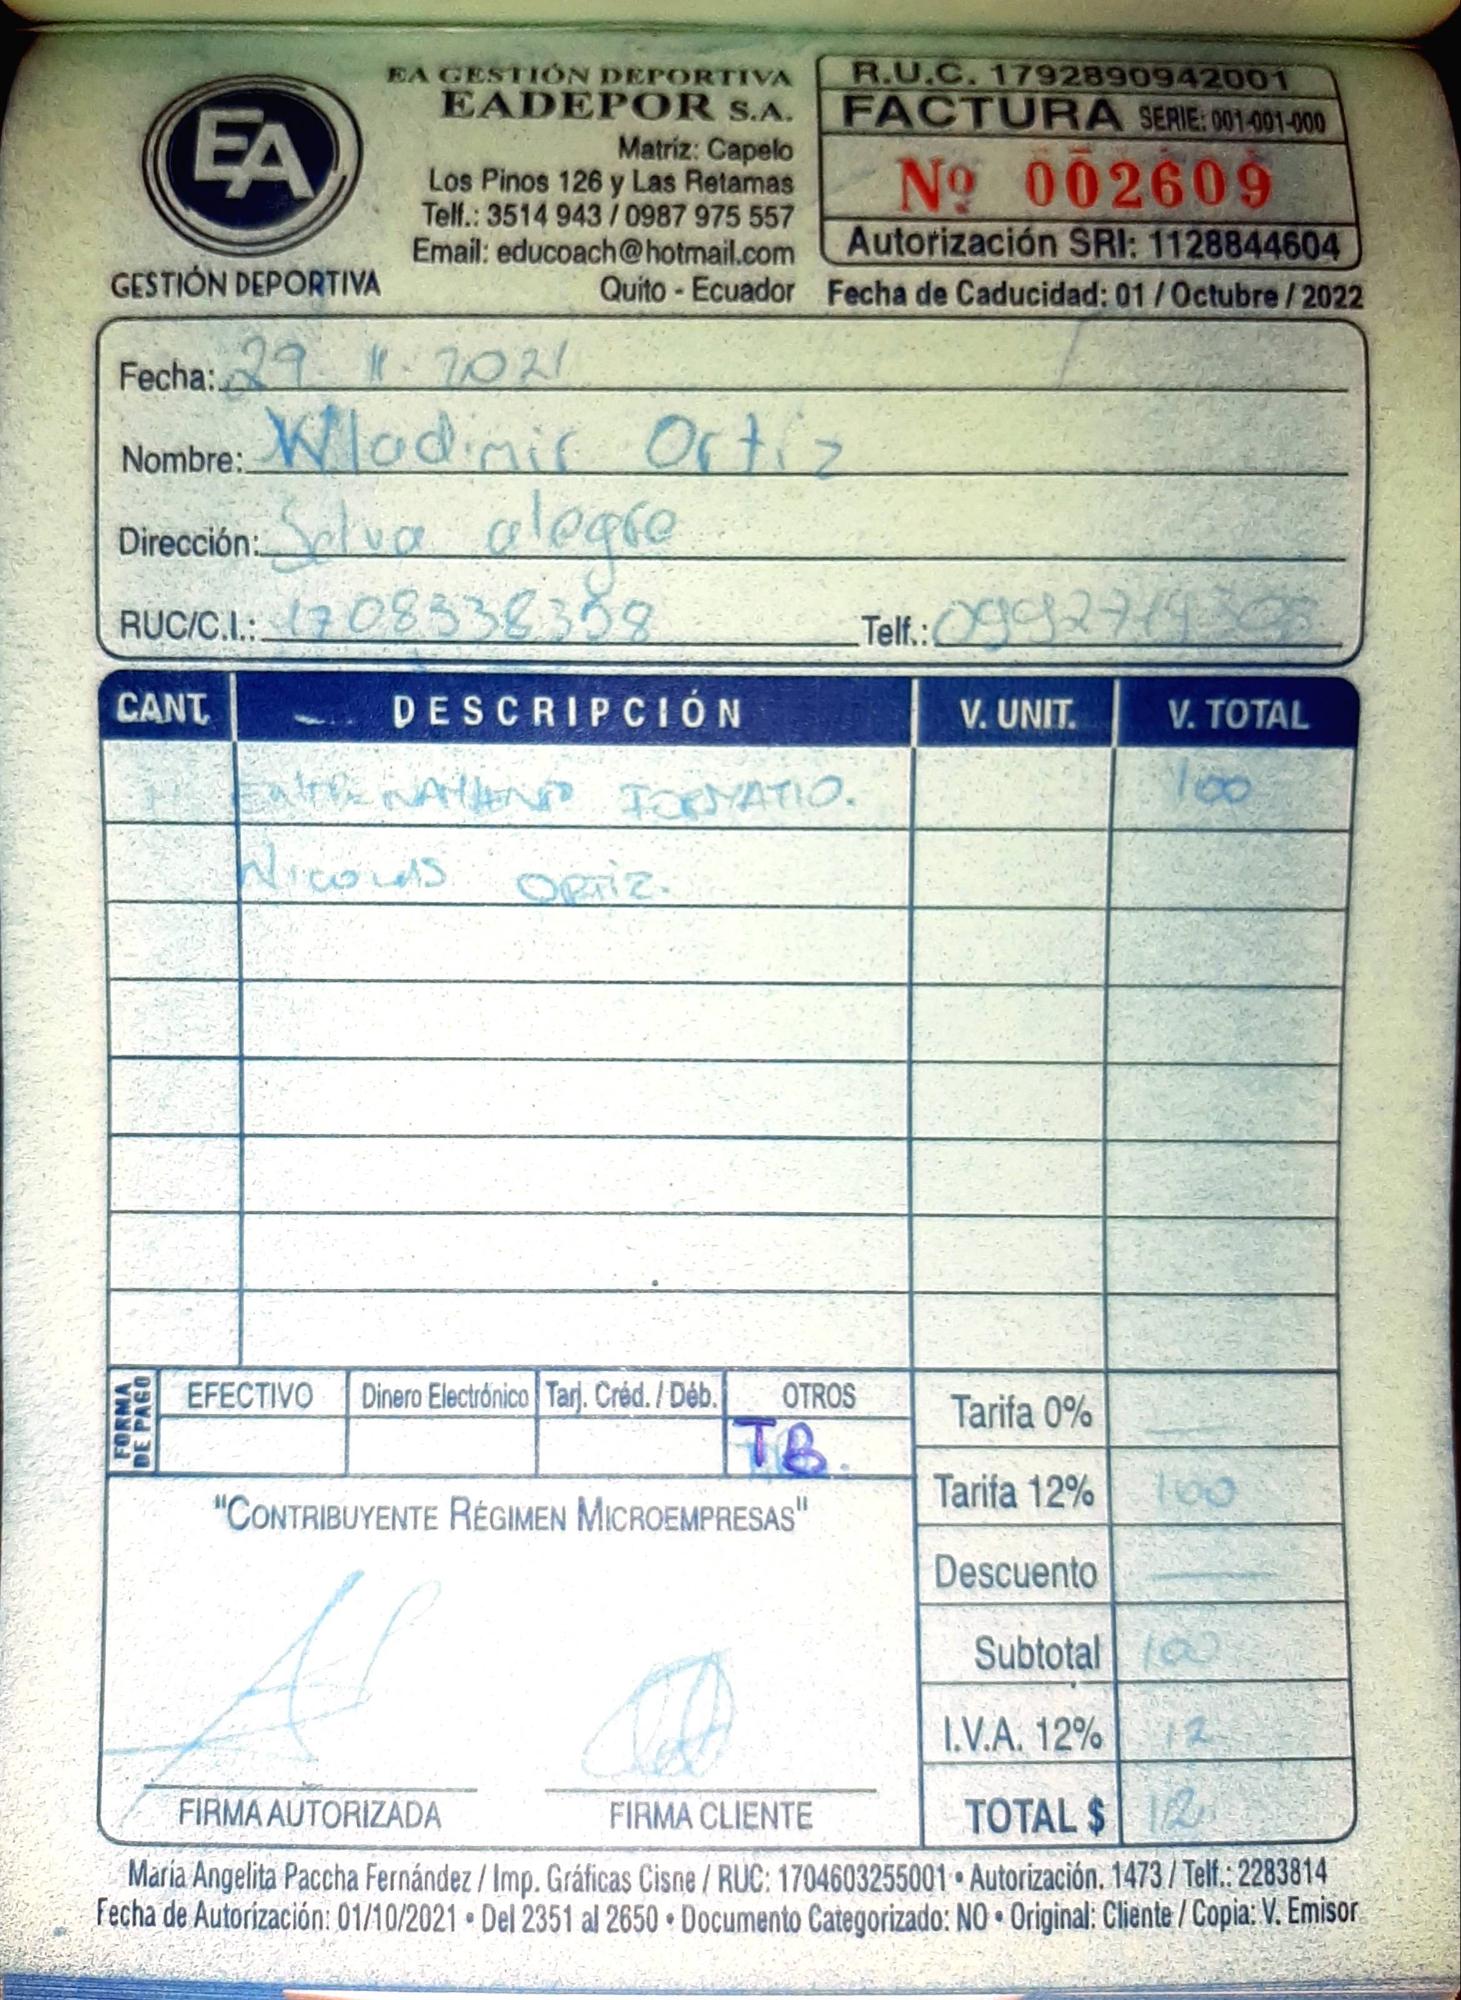 EA
GESTIÓN DEPORTIVA
EA GESTIÓN DEPORTIVA
EADEPOR S.A.
Matríz: Capelo
Los Pinos 126 y Las Retamas
Telf.: 3514 943 / 0987 975 557
Email: educoach@hotmail.com
Quito - Ecuador
R.U.C. 1792890942001
FACTURA SERIE: 001-001-000
Nº 002609
Autorización SRI: 1128844604
Fecha de Caducidad: 01 / Octubre / 2022
Fecha: 29 11. 2021
Nombre: Wladimir Ortiz
Dirección: Selva alegre
RUC/C.I.: Telf.:
CANT. DESCRIPCIÓN V. UNIT. V. TOTAL
ENTRENAMIENTO FORMATIO. 100
NICOLAS ORTIZ.
FORMA DE PAGO
EFECTIVO Dinero Electrónico Tarj. Créd. / Déb. OTROS
TB.
Tarifa 0% —
Tarifa 12% 100
Descuento —
Subtotal 100
I.V.A. 12% 12
TOTAL $ 112
"CONTRIBUYENTE RÉGIMEN MICROEMPRESAS"
FIRMA AUTORIZADA FIRMA CLIENTE
María Angelita Paccha Fernández / Imp. Gráficas Cisne / RUC: 1704603255001 • Autorización. 1473 / Telf.: 2283814
Fecha de Autorización: 01/10/2021 • Del 2351 al 2650 • Documento Categorizado: NO • Original: Cliente / Copia: V. Emisor